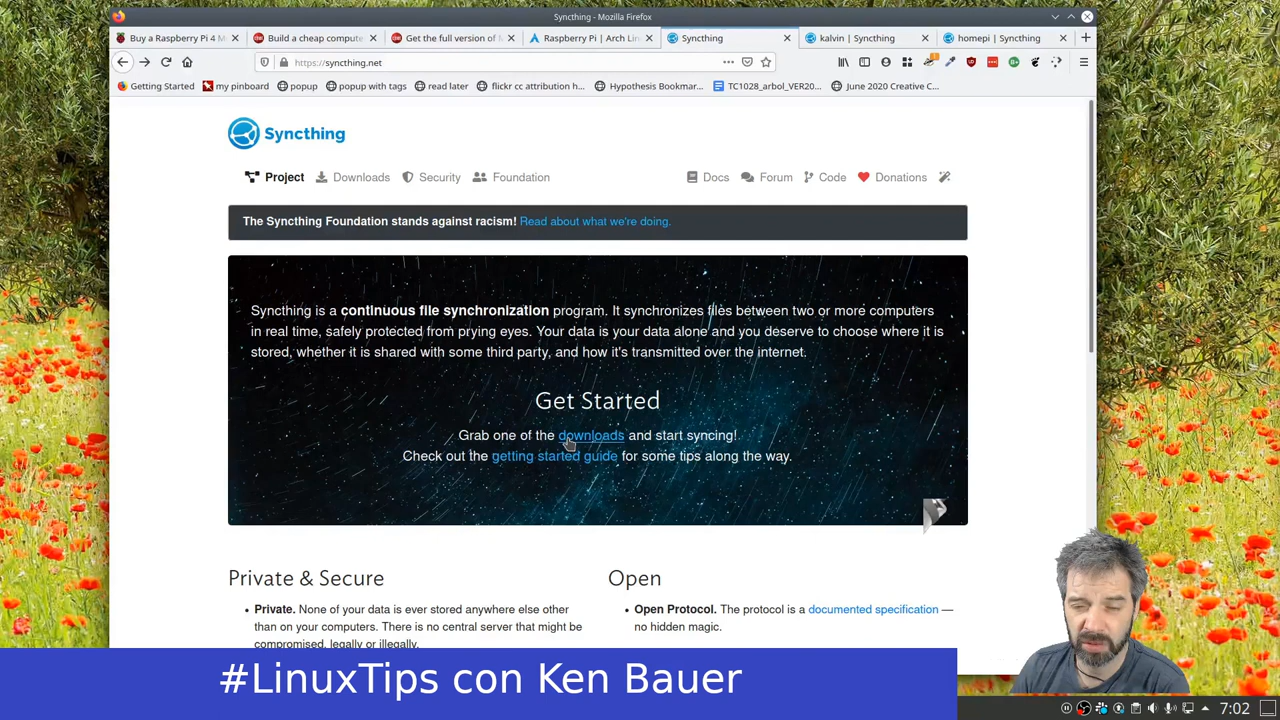 Syncthing - Mozilla Firefox
Buy a Raspberry Pi 4 M
Build a cheap compute
Get the full version of M
Raspberry Pi | Arch Lin
Syncthing
kalvin | Syncthing
homepi | Syncthing
https://syncthing.net
Getting Started
my pinboard
popup
popup with tags
read later
flickr cc attribution h...
Hypothesis Bookmar...
TC1028_arbol_VER20...
June 2020 Creative C...
Syncthing
Project
Downloads
Security
Foundation
Docs
Forum
Code
Donations
The Syncthing Foundation stands against racism! Read about what we're doing.
Syncthing is a continuous file synchronization program. It synchronizes files between two or more computers
in real time, safely protected from prying eyes. Your data is your data alone and you deserve to choose where it is
stored, whether it is shared with some third party, and how it's transmitted over the internet.
Get Started
Grab one of the downloads and start syncing!
Check out the getting started guide for some tips along the way.
Private & Secure
• Private. None of your data is ever stored anywhere else other
than on your computers. There is no central server that might be
compromised, legally or illegally.
Open
• Open Protocol. The protocol is a documented specification —
no hidden magic.
#LinuxTips con Ken Bauer
7:02